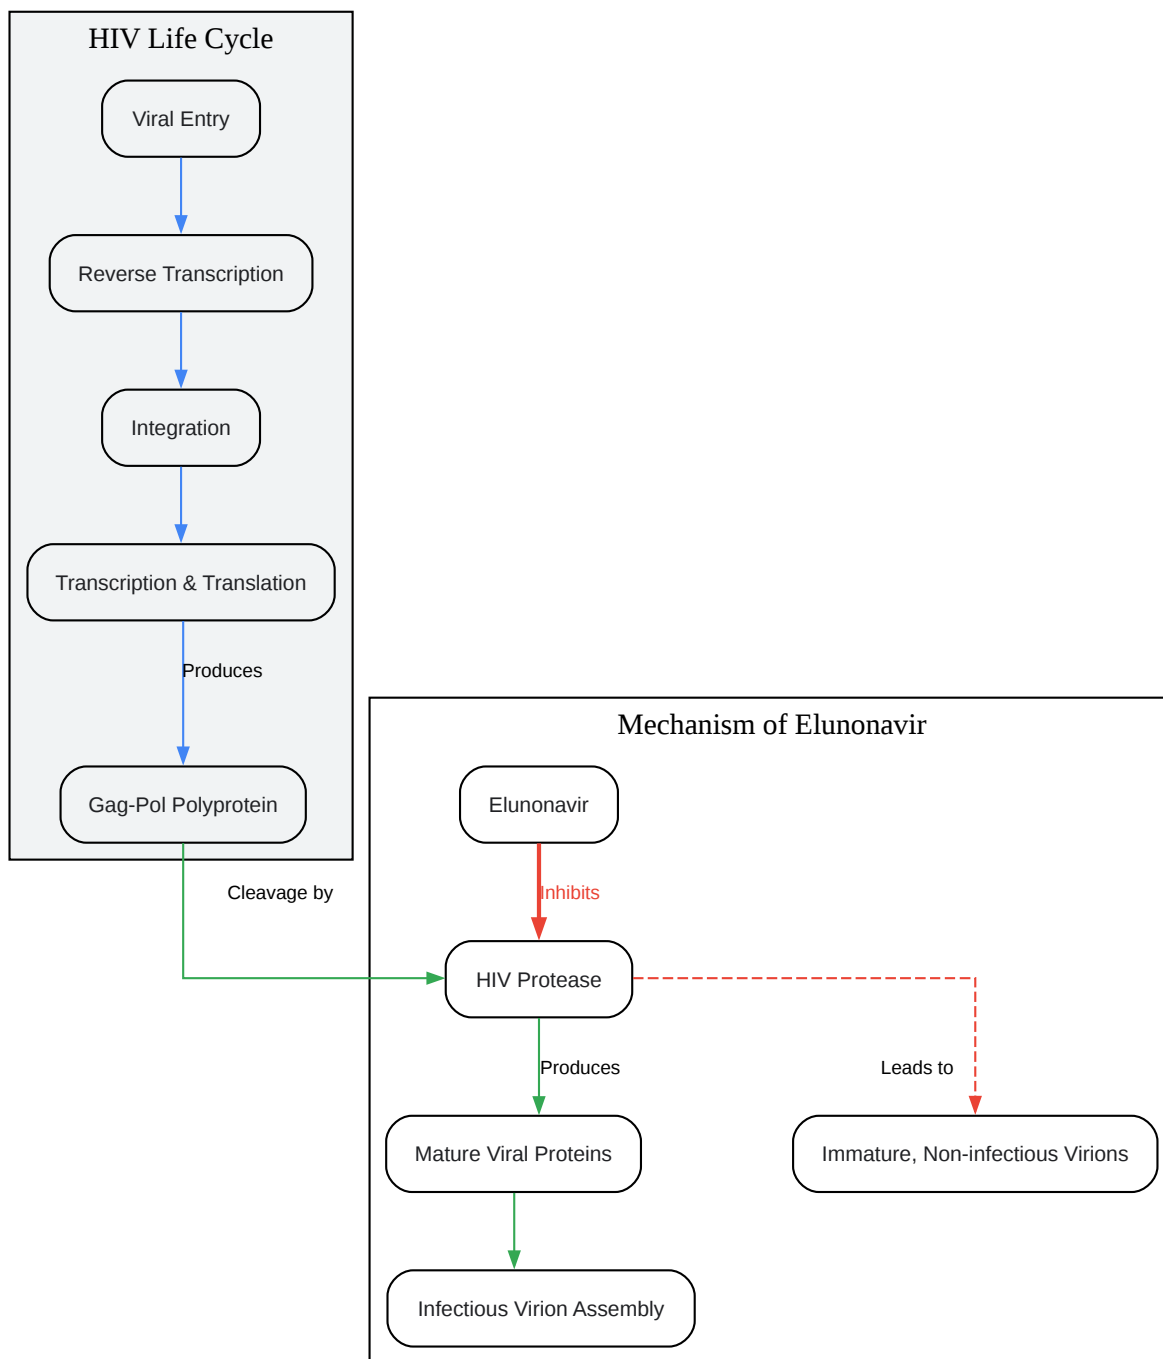 HIV Life Cycle
Viral Entry
Reverse Transcription
Integration
Transcription & Translation
Produces
Gag-Pol Polyprotein
Cleavage by
Mechanism of Elunonavir
Elunonavir
Inhibits
HIV Protease
Produces
Leads to
Mature Viral Proteins
Immature, Non-infectious Virions
Infectious Virion Assembly